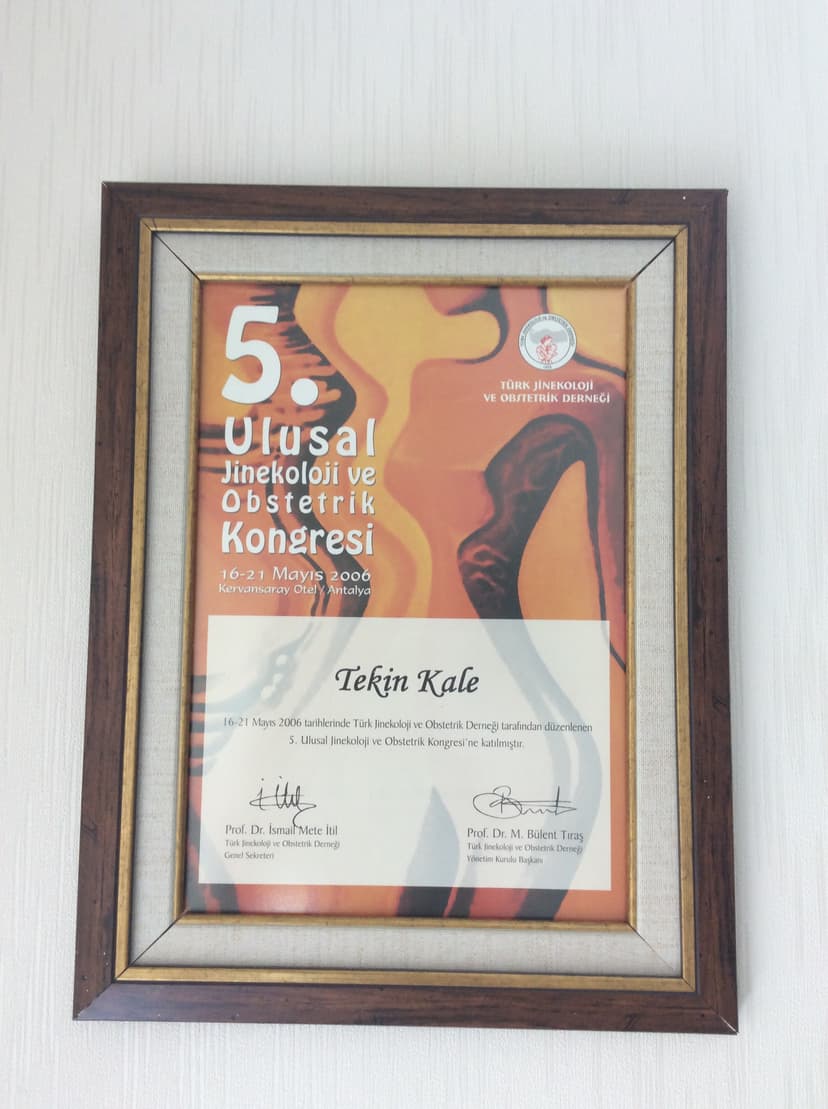 5.
Ulusal
Jinekoloji ve
Obstetrik
Kongresi
16-21 Mayıs 2006
Kervansaray Otel / Antalya
TÜRK JİNEKOLOJİ
VE OBSTETRİK DERNEĞİ
Tekin Kale
16-21 Mayıs 2006 tarihlerinde Türk Jinekoloji ve Obstetrik Derneği tarafından düzenlenen
5. Ulusal Jinekoloji ve Obstetrik Kongresi'ne katılmıştır.
Prof. Dr. İsmail Mete İtil
Türk Jinekoloji ve Obstetrik Derneği
Genel Sekreteri
Prof. Dr. M. Bülent Tıraş
Türk Jinekoloji ve Obstetrik Derneği
Yönetim Kurulu Başkanı